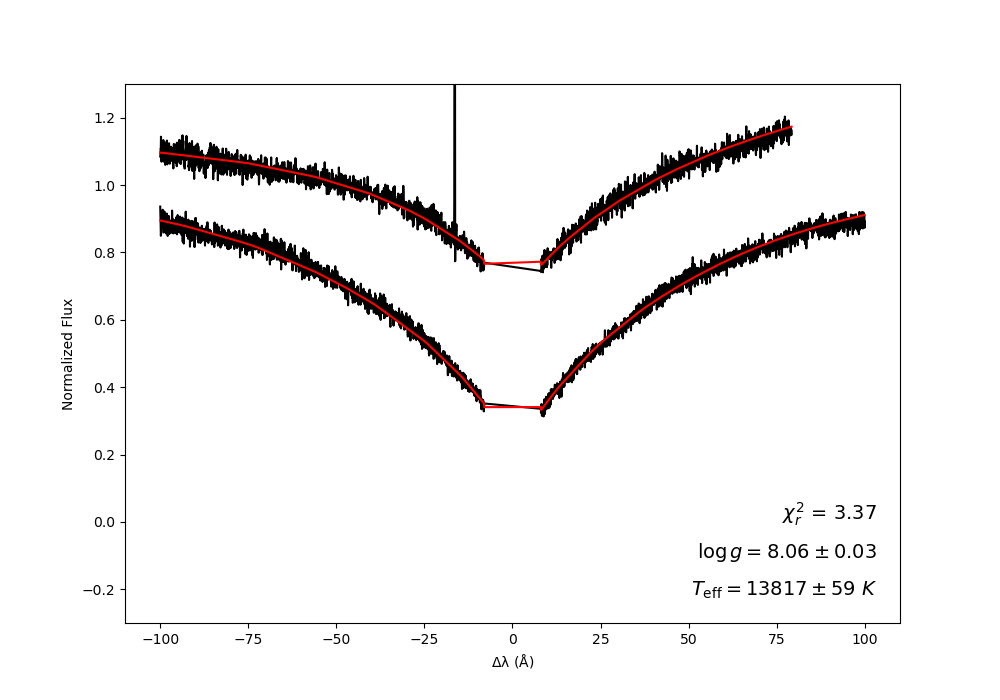 1.2
1.0
0.8
0.6
0.4
0.2
0.0
−0.2
Normalized Flux
χ²ᵣ = 3.37
log g = 8.06 ± 0.03
T_eff = 13817 ± 59 K
−100 −75 −50 −25 0 25 50 75 100
Δλ (Å)